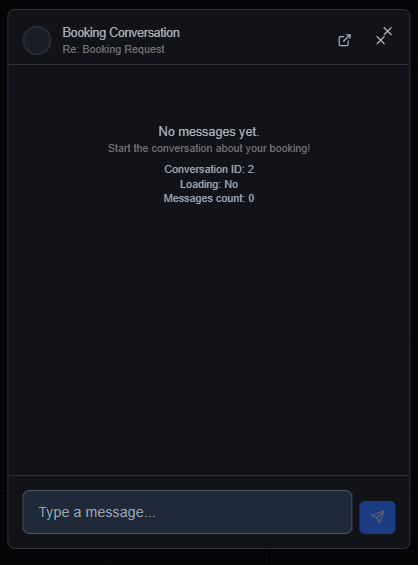 Booking Conversation
Re: Booking Request
No messages yet.
Start the conversation about your booking!
Conversation ID: 2
Loading: No
Messages count: 0
Type a message...